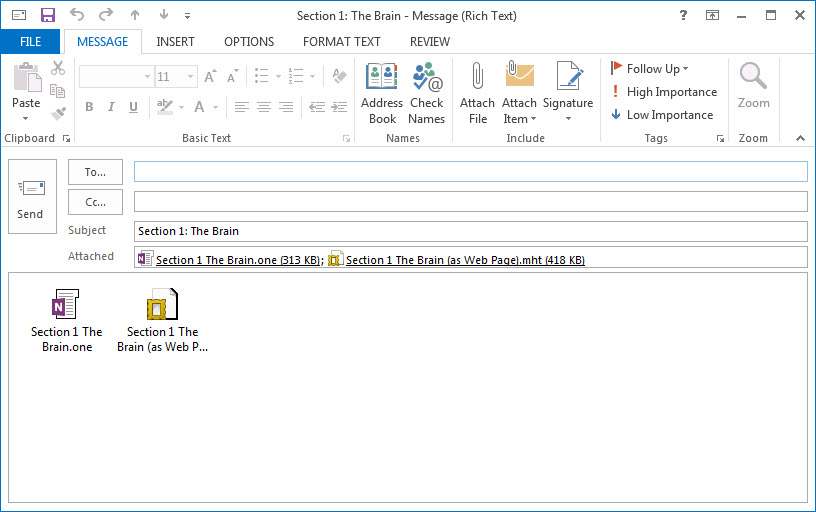 Section 1: The Brain - Message (Rich Text)
?
FILE MESSAGE INSERT OPTIONS FORMAT TEXT REVIEW
Paste
Clipboard
11
A A
B I U ab A
Basic Text
Address Book
Check Names
Names
Attach File
Attach Item
Signature
Include
Follow Up
High Importance
Low Importance
Tags
Zoom
Zoom
Send
To...
Cc...
Subject Section 1: The Brain
Attached Section 1 The Brain.one (313 KB); Section 1 The Brain (as Web Page).mht (418 KB)
Section 1 The
Brain.one
Section 1 The
Brain (as Web P...